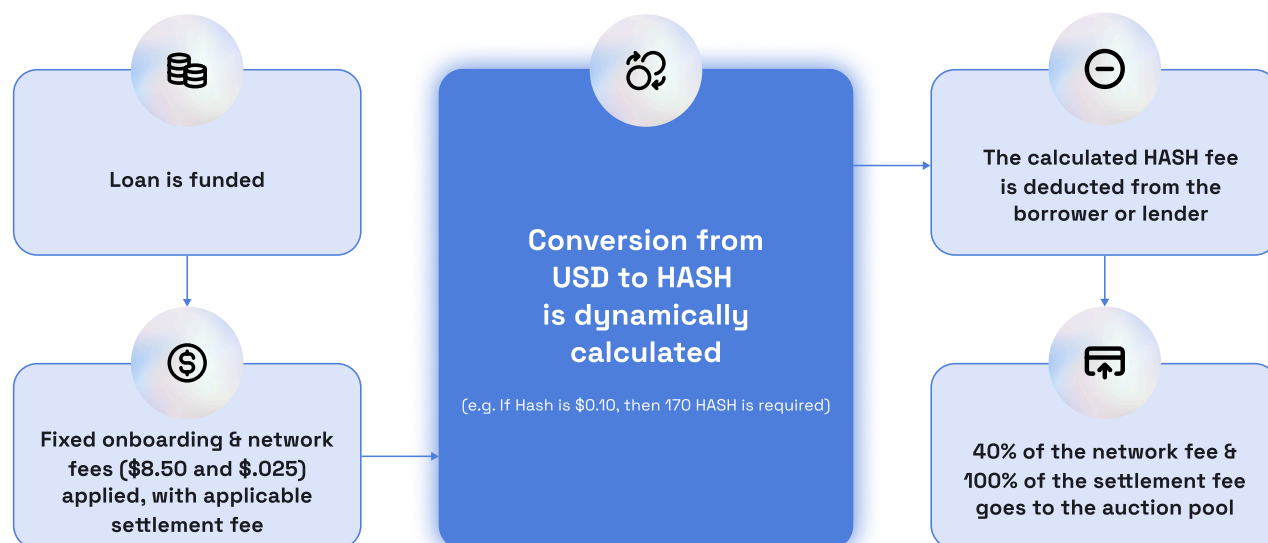 Loan is funded
Fixed onboarding & network
fees ($8.50 and $.025)
applied, with applicable
settlement fee
Conversion from
USD to HASH
is dynamically
calculated
(e.g. If Hash is $0.10, then 170 HASH is required)
The calculated HASH fee
is deducted from the
borrower or lender
40% of the network fee &
100% of the settlement fee
goes to the auction pool